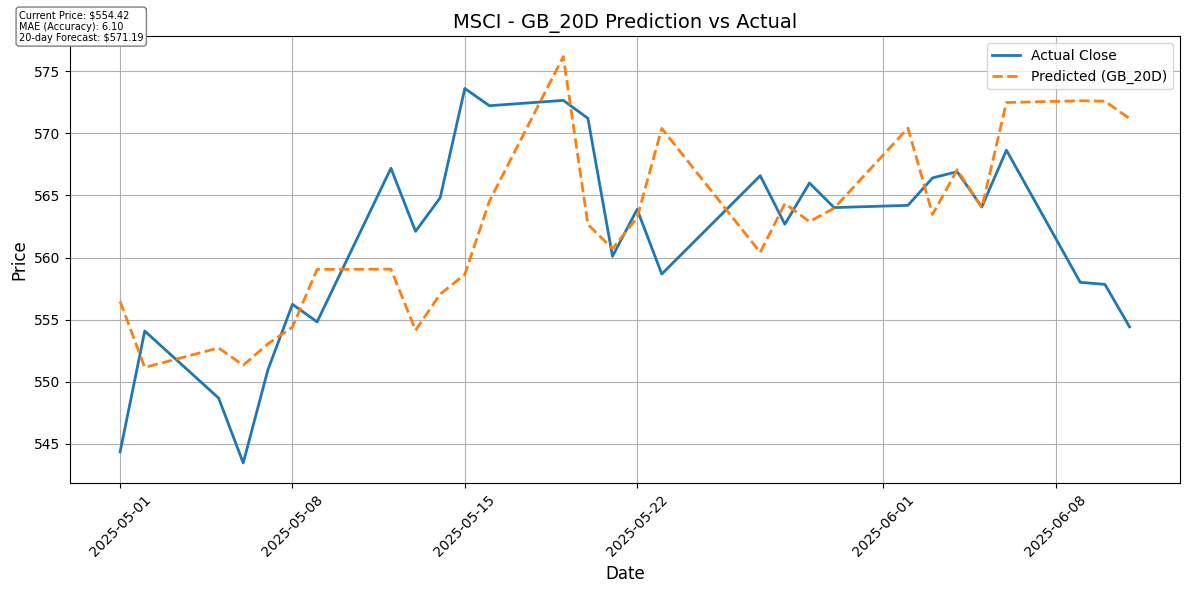 MSCI - GB_20D Prediction vs Actual
Current Price: $554.42
MAE (Accuracy): 6.10
20-day Forecast: $571.19
Actual Close
Predicted (GB_20D)
Price
575
570
565
560
555
550
545
2025-05-01
2025-05-08
2025-05-15
2025-05-22
2025-06-01
2025-06-08
Date